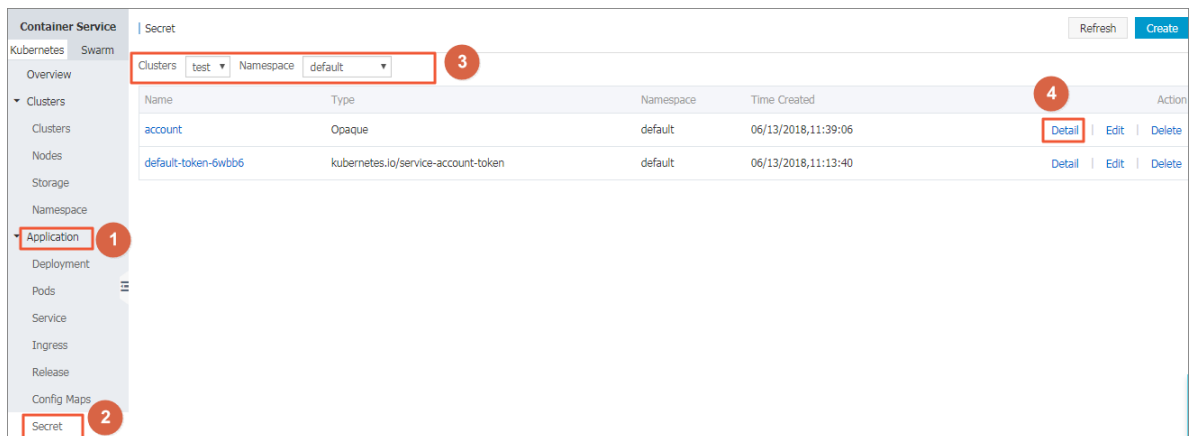 Container Service
Kubernetes Swarm
Overview
Clusters
Clusters
Nodes
Storage
Namespace
Application 1
Deployment
Pods
Service
Ingress
Release
Config Maps
Secret 2
Secret
Refresh Create
Clusters test Namespace default 3
4
Name Type Namespace Time Created Action
account Opaque default 06/13/2018,11:39:06 Detail | Edit | Delete
default-token-6wbb6 kubernetes.io/service-account-token default 06/13/2018,11:13:40 Detail | Edit | Delete